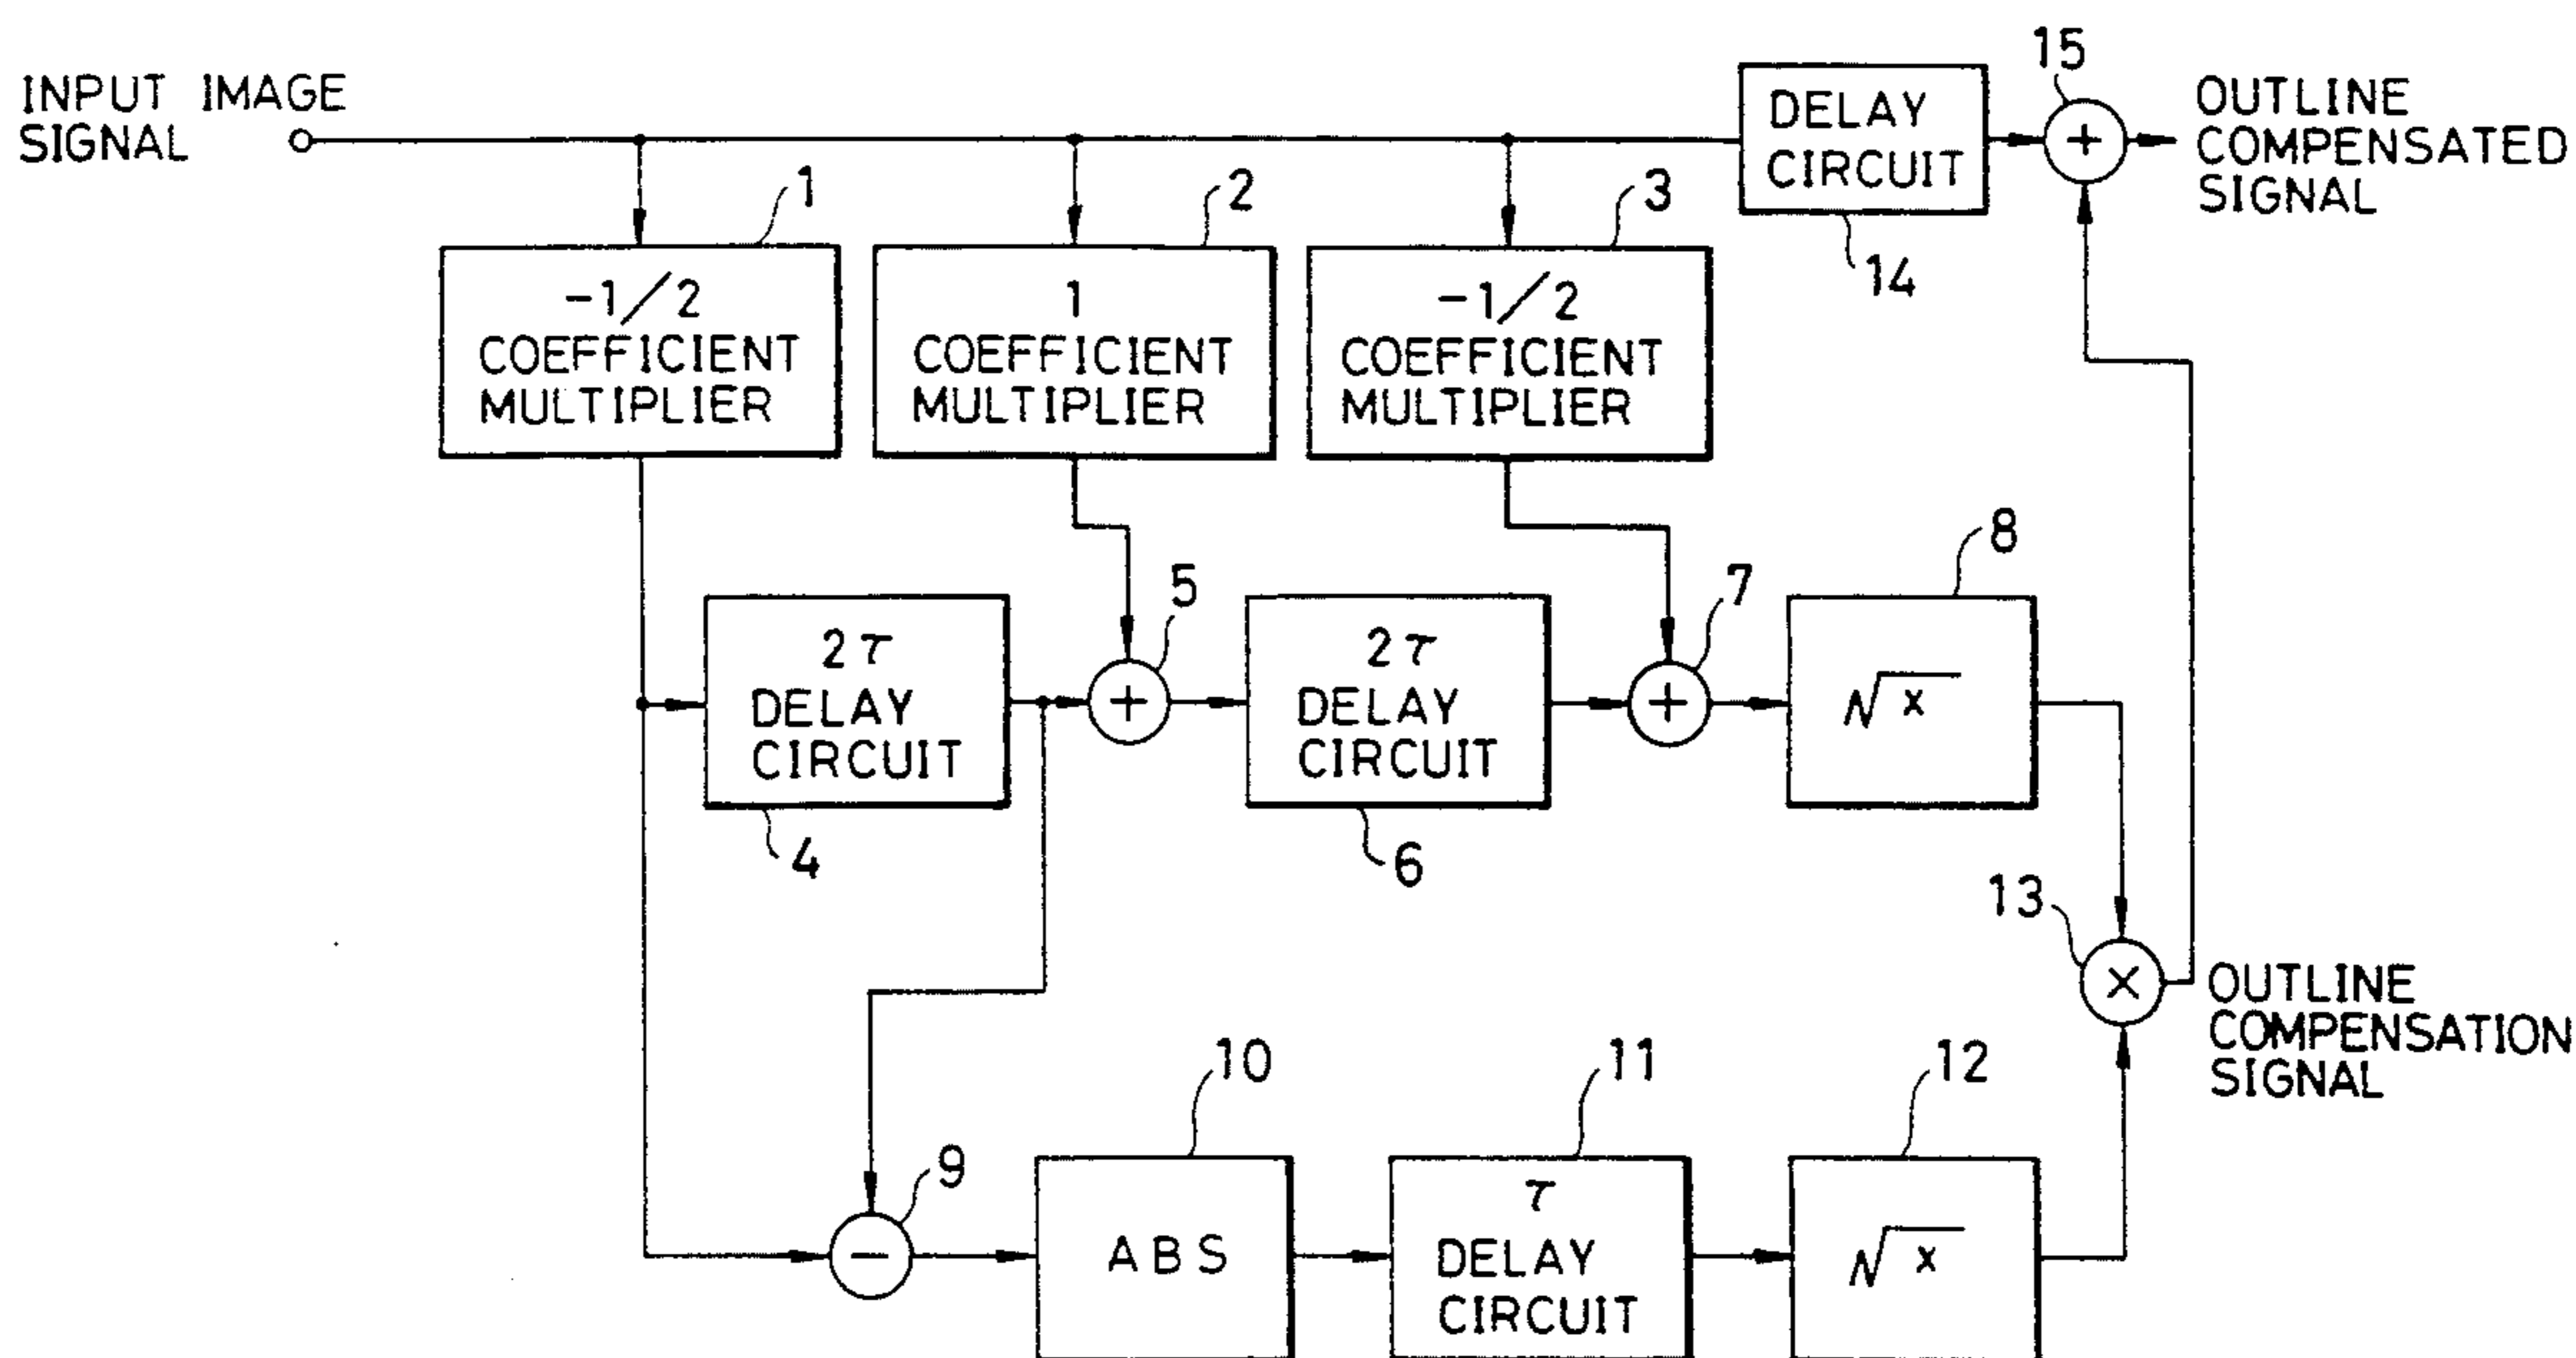 INPUT IMAGE
SIGNAL
15
+
OUTLINE
COMPENSATED
SIGNAL
DELAY
CIRCUIT
14
1
2
3
-1/2
COEFFICIENT
MULTIPLIER
1
COEFFICIENT
MULTIPLIER
-1/2
COEFFICIENT
MULTIPLIER
2τ
DELAY
CIRCUIT
4
5
+
2τ
DELAY
CIRCUIT
6
7
+
8
√x
13
×
OUTLINE
COMPENSATION
SIGNAL
9
−
10
ABS
11
τ
DELAY
CIRCUIT
12
√x